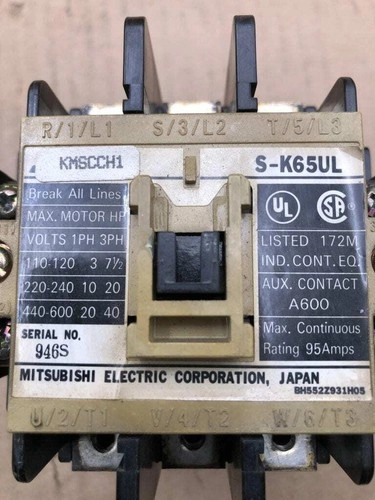 R/1/L1 S/3/L2 T/5/L3
KMSCCH1
S-K65UL
Break All Lines
MAX. MOTOR HP
VOLTS 1PH 3PH
110-120 3 7½
220-240 10 20
440-600 20 40
SERIAL NO.
946S
UL
SA
LISTED 172M
IND. CONT. EQ.
AUX. CONTACT
A600
Max. Continuous
Rating 95Amps
MITSUBISHI ELECTRIC CORPORATION, JAPAN
BH552Z931H05
U/2/T1 V/4/T2 W/6/T3